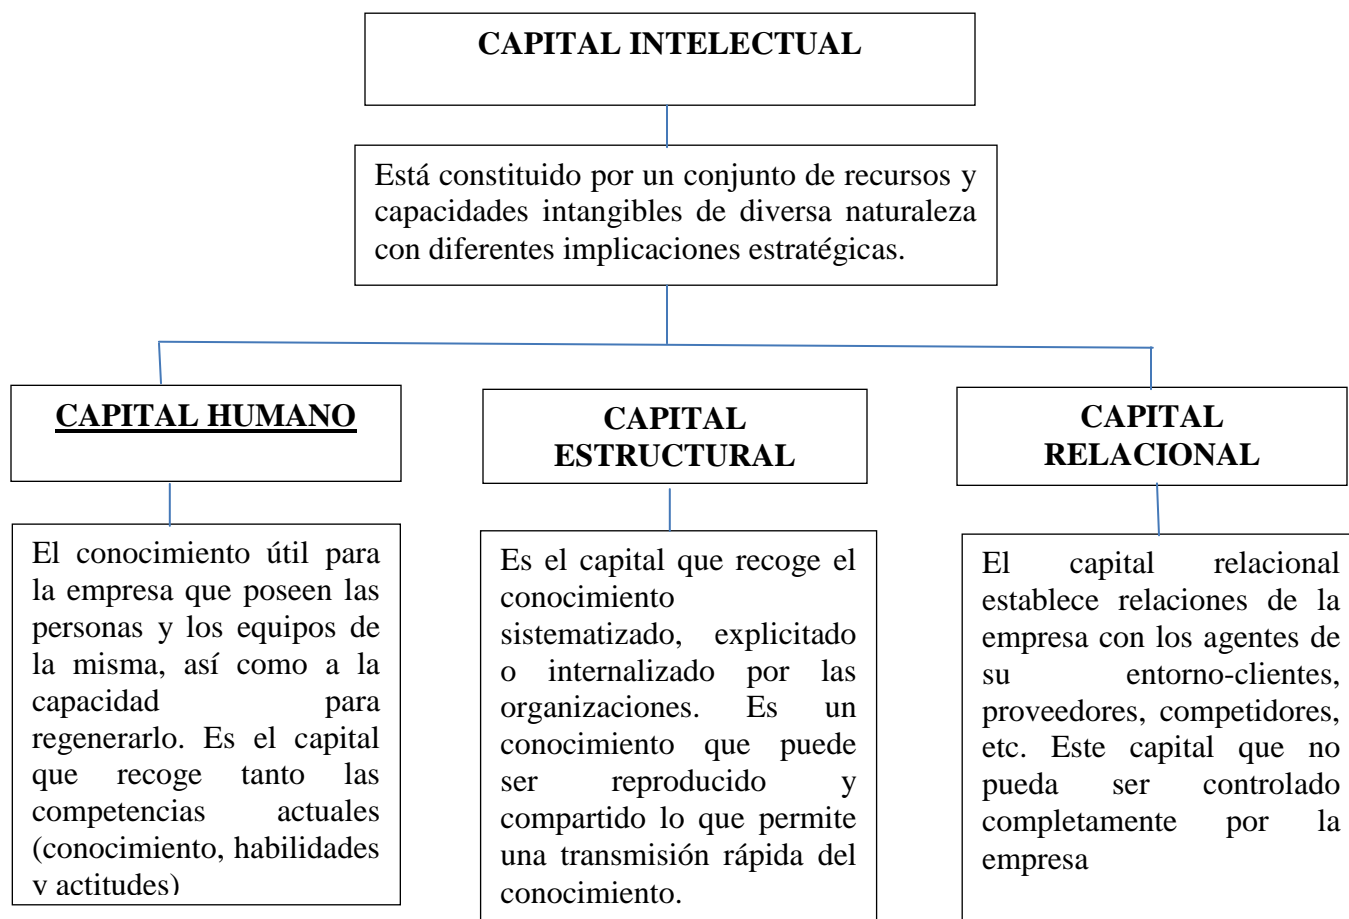 CAPITAL INTELECTUAL
Está constituido por un conjunto de recursos y
capacidades intangibles de diversa naturaleza
con diferentes implicaciones estratégicas.
CAPITAL HUMANO
El conocimiento útil para
la empresa que poseen las
personas y los equipos de
la misma, así como a la
capacidad para
regenerarlo. Es el capital
que recoge tanto las
competencias actuales
(conocimiento, habilidades
y actitudes)
CAPITAL
ESTRUCTURAL
Es el capital que recoge el
conocimiento
sistematizado, explicitado
o internalizado por las
organizaciones. Es un
conocimiento que puede
ser reproducido y
compartido lo que permite
una transmisión rápida del
conocimiento.
CAPITAL
RELACIONAL
El capital relacional
establece relaciones de la
empresa con los agentes de
su entorno-clientes,
proveedores, competidores,
etc. Este capital que no
pueda ser controlado
completamente por la
empresa